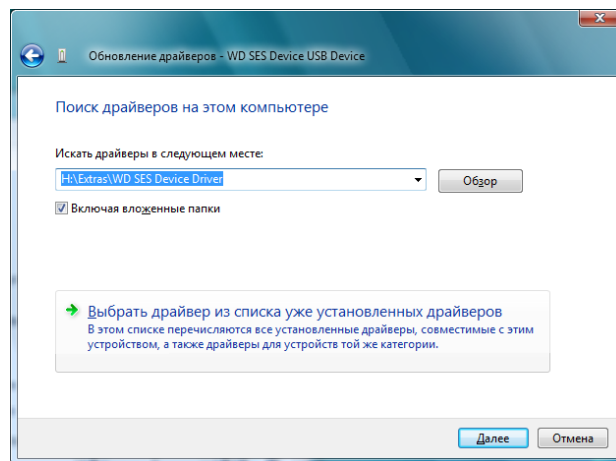 Обновление драйверов - WD SES Device USB Device
Поиск драйверов на этом компьютере
Искать драйверы в следующем месте:
H:\Extras\WD SES Device Driver
Обзор
Включая вложенные папки
Выбрать драйвер из списка уже установленных драйверов
В этом списке перечисляются все установленные драйверы, совместимые с этим
устройством, а также драйверы для устройств той же категории.
Далее
Отмена